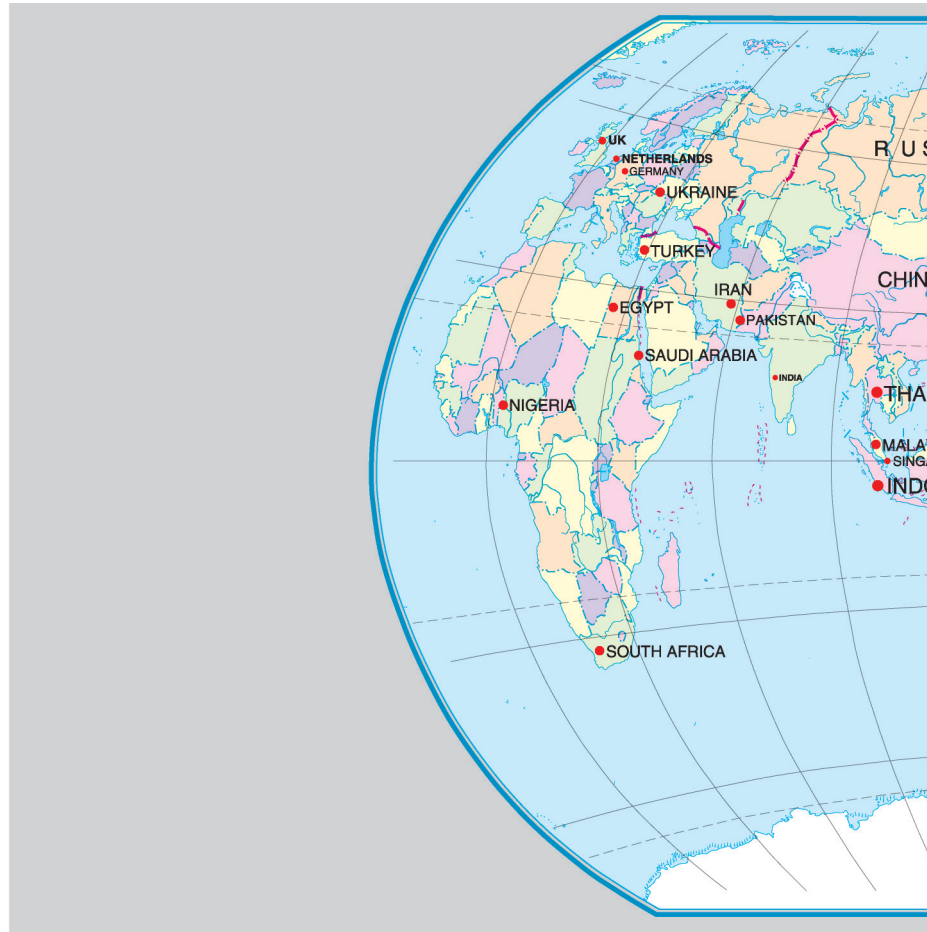 UK
R U S
NETHERLANDS
GERMANY
UKRAINE
TURKEY
CHIN
IRAN
EGYPT
PAKISTAN
SAUDI ARABIA
INDIA
THA
NIGERIA
MALA
SINGA
INDO
SOUTH AFRICA